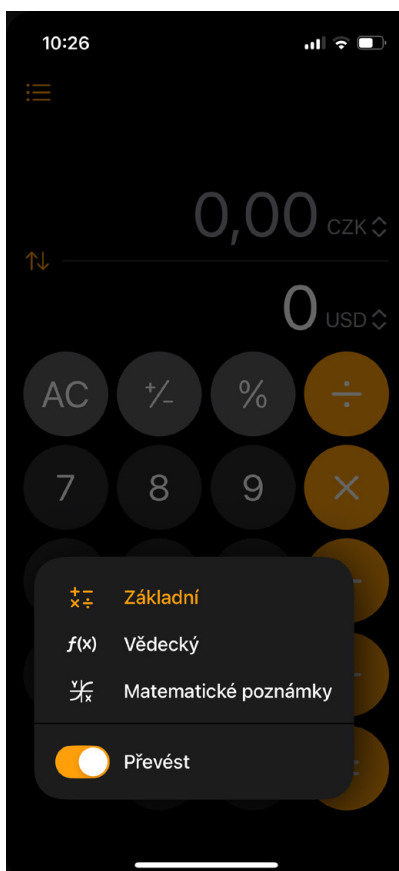 10:26
0,00 CZK
0 USD
AC +/− % ÷
7 8 9 ×
Základní
f(x) Vědecký
Matematické poznámky
Převést